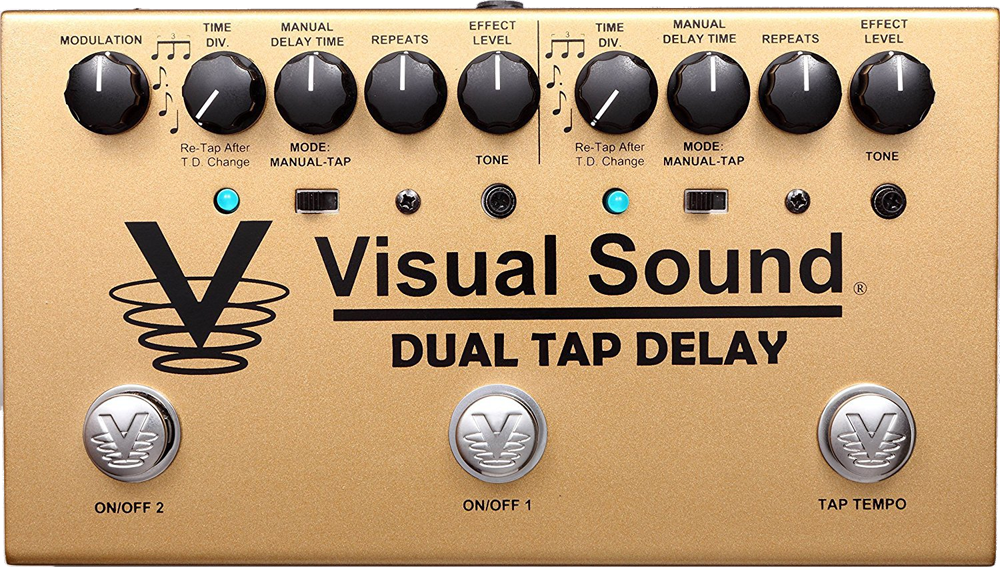 MODULATION
3
TIME
DIV.
MANUAL
DELAY TIME
REPEATS
EFFECT
LEVEL
3
TIME
DIV.
MANUAL
DELAY TIME
REPEATS
EFFECT
LEVEL
Re-Tap After
T.D. Change
MODE:
MANUAL-TAP
TONE
Re-Tap After
T.D. Change
MODE:
MANUAL-TAP
TONE
V
Visual Sound®
DUAL TAP DELAY
V
V
V
ON/OFF 2
ON/OFF 1
TAP TEMPO